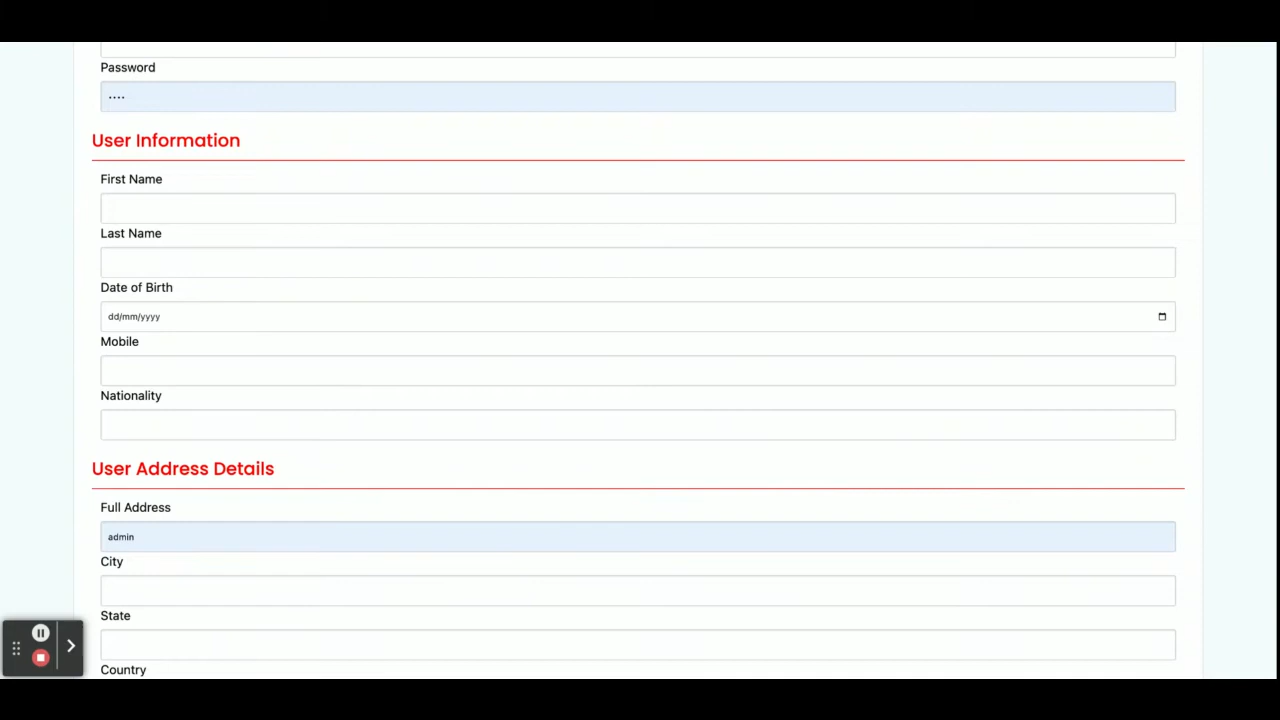 Password
....
User Information
First Name
Last Name
Date of Birth
dd/mm/yyyy
Mobile
Nationality
User Address Details
Full Address
admin
City
State
Country